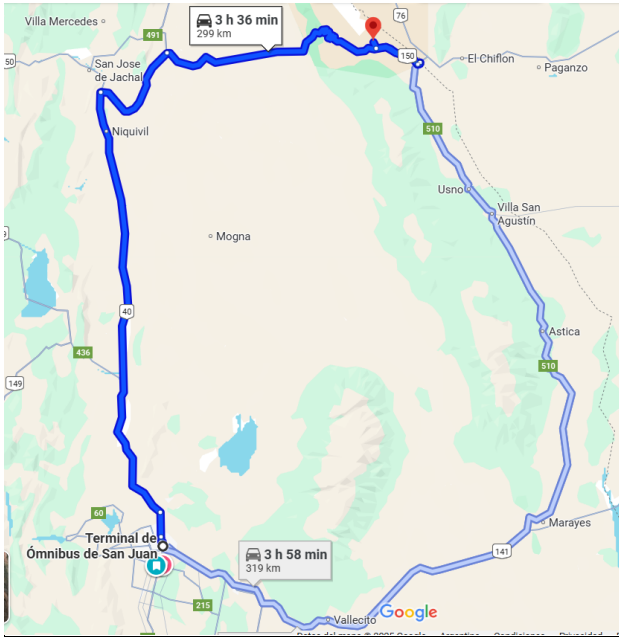 Villa Mercedes
491
3 h 36 min
299 km
76
50
San Jose
de Jachal
150
El Chiflon
Paganzo
Niquivil
510
Usno
Villa San
Agustín
Mogna
40
436
149
Astica
510
60
Terminal de
Ómnibus de San Juan
3 h 58 min
319 km
Marayes
141
215
Vallecito
Google